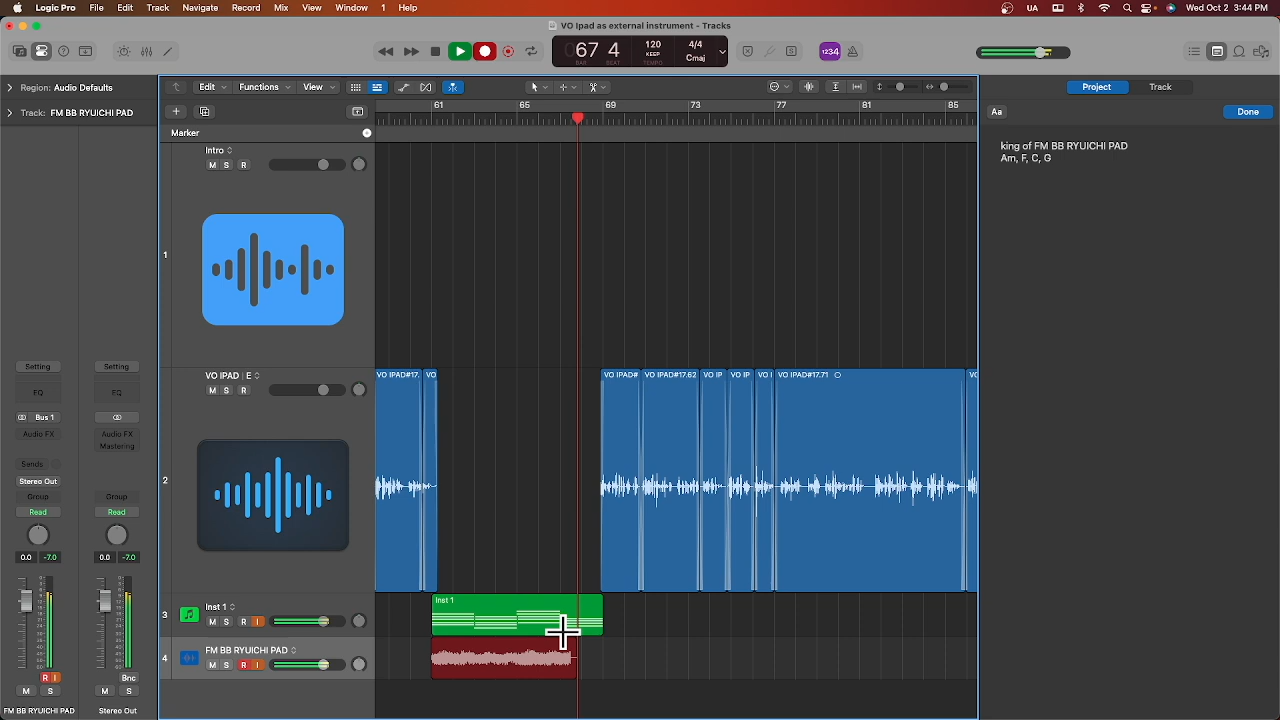 Logic Pro File Edit Track Navigate Record Mix View Window 1 Help
UA Wed Oct 2 3:44 PM
VO Ipad as external instrument - Tracks
067 4 120 4/4
KEEP Cmaj
BAR BEAT TEMPO
1234
Region: Audio Defaults
Edit Functions View
Project Track
Track: FM BB RYUICHI PAD
61 65 69 73 77 81 85
Aa Done
Marker
king of FM BB RYUICHI PAD
Am, F, C, G
Intro
M S R
1
VO IPAD E
M S R
VO IPAD#17. VO VO IPAD# VO IPAD#17.62 VO IP VO IP VO I VO IPAD#17.71 VO
2
Setting Setting
EQ EQ
Bus 1
Audio FX Audio FX
Mastering
Sends
Stereo Out
Group Group
Read Read
0.0 -7.0 0.0 -7.0
3
Inst 1
M S R I
Inst 1
4
FM BB RYUICHI PAD
M S R I
R I Bnc
M S M S
FM BB RYUICHI PAD Stereo Out